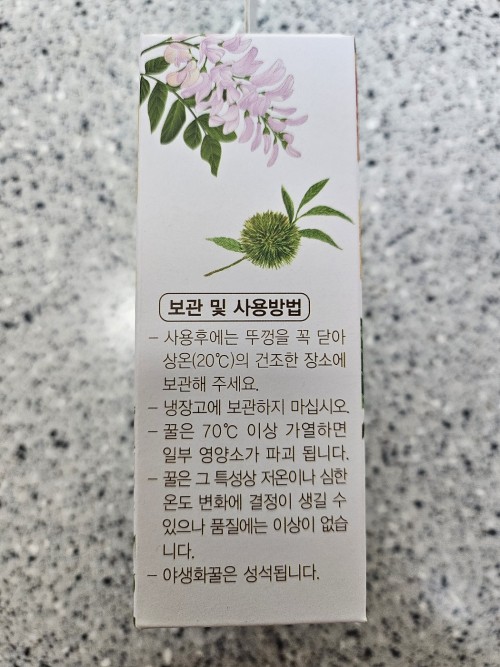 보관 및 사용방법
- 사용후에는 뚜껑을 꼭 닫아
상온(20℃)의 건조한 장소에
보관해 주세요.
- 냉장고에 보관하지 마십시오.
- 꿀은 70℃ 이상 가열하면
일부 영양소가 파괴 됩니다.
- 꿀은 그 특성상 저온이나 심한
온도 변화에 결정이 생길 수
있으나 품질에는 이상이 없습
니다.
- 야생화꿀은 성석됩니다.